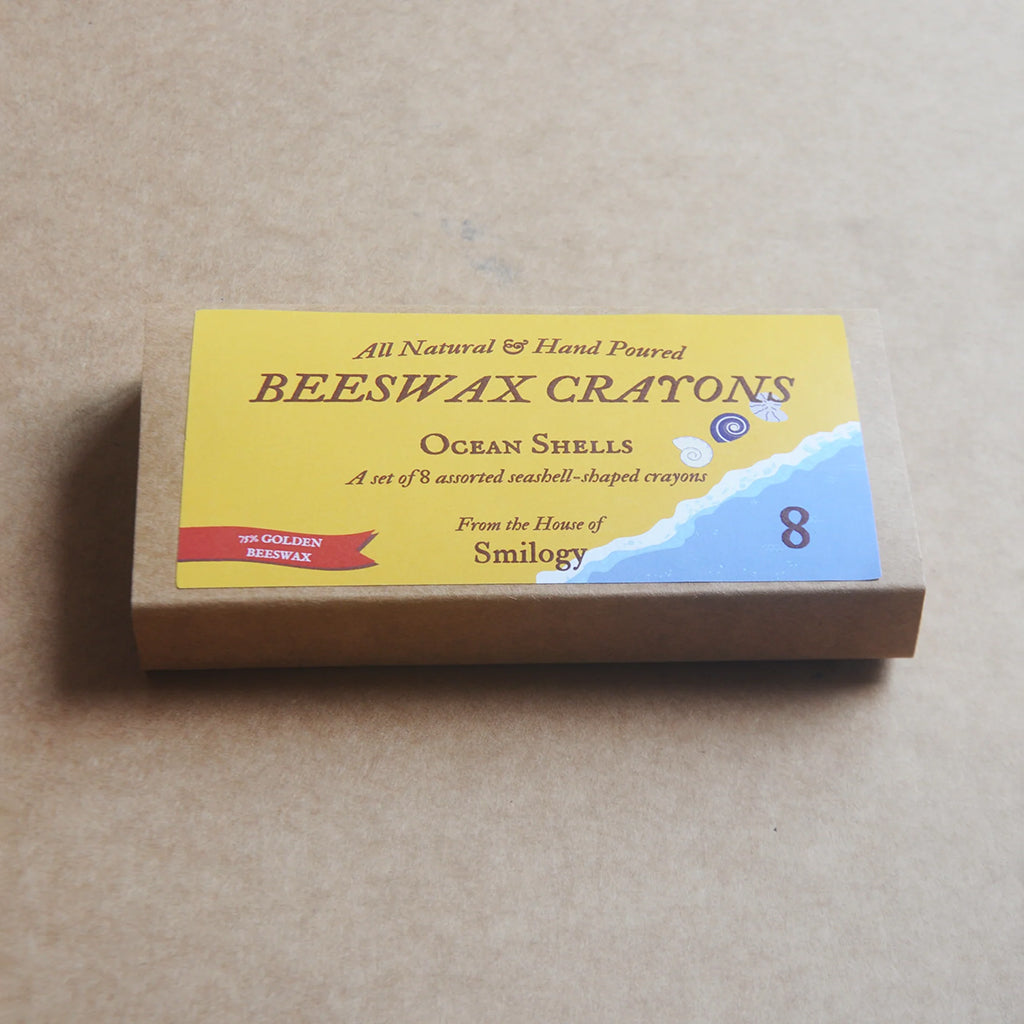 All Natural & Hand Poured
BEESWAX CRAYONS
OCEAN SHELLS
A set of 8 assorted seashell-shaped crayons
From the House of
Smilogy
75% GOLDEN
BEESWAX
8